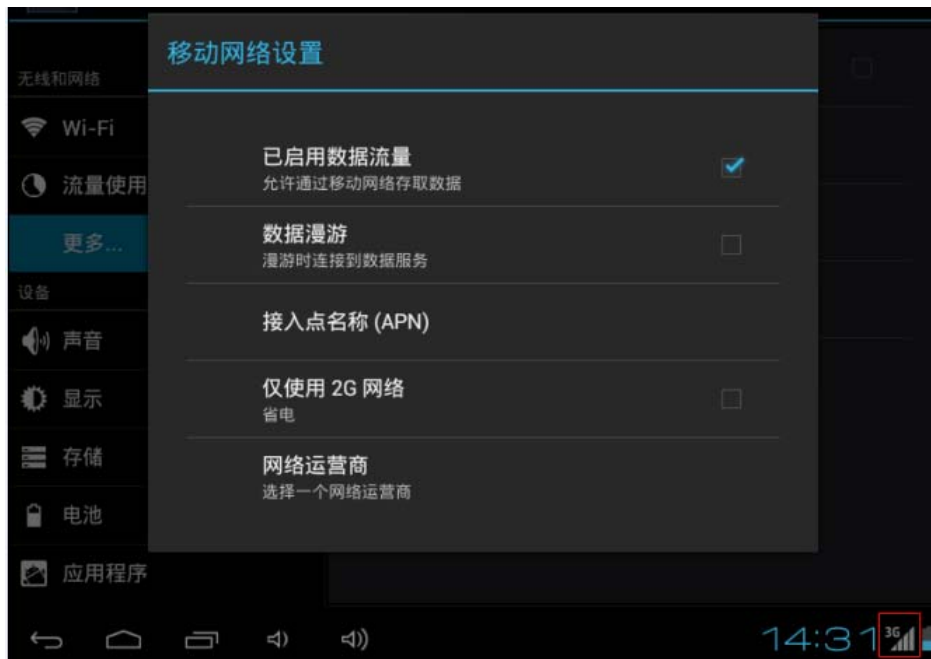 移动网络设置
无线和网络
Wi-Fi
流量使用
更多...
设备
声音
显示
存储
电池
应用程序
已启用数据流量
允许通过移动网络存取数据
数据漫游
漫游时连接到数据服务
接入点名称 (APN)
仅使用 2G 网络
省电
网络运营商
选择一个网络运营商
14:31
3G